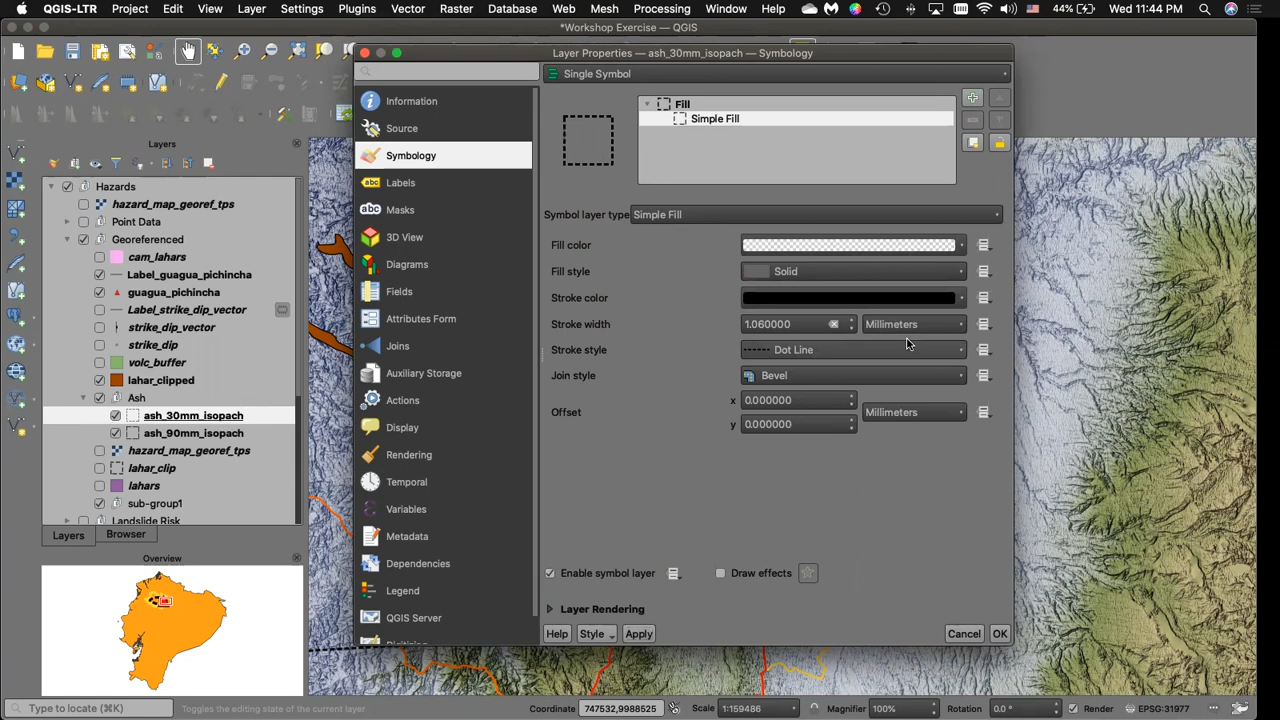 QGIS-LTR Project Edit View Layer Settings Plugins Vector Raster Database Web Mesh Processing Window 44% Wed 11:44 PM
*Workshop Exercise — QGIS
Layer Properties — ash_30mm_isopach — Symbology
Single Symbol
Information
Source
Symbology
Labels
Masks
3D View
Diagrams
Fields
Attributes Form
Joins
Auxiliary Storage
Actions
Display
Rendering
Temporal
Variables
Metadata
Dependencies
Legend
QGIS Server
Digitizing
Fill
Simple Fill
Symbol layer type Simple Fill
Fill color
Fill style Solid
Stroke color
Stroke width 1.060000 Millimeters
Stroke style Dot Line
Join style Bevel
Offset x 0.000000 Millimeters
y 0.000000
Enable symbol layer Draw effects
Layer Rendering
Help Style Apply Cancel OK
Layers
Hazards
hazard_map_georef_tps
Point Data
Georeferenced
cam_lahars
Label_guagua_pichincha
guagua_pichincha
Label_strike_dip_vector
strike_dip_vector
strike_dip
volc_buffer
lahar_clipped
Ash
ash_30mm_isopach
ash_90mm_isopach
hazard_map_georef_tps
lahar_clip
lahars
sub-group1
Landslide Risk
Layers Browser
Overview
Type to locate (⌘K) Toggles the editing state of the current layer Coordinate 747532,9988525 Scale 1:159486 Magnifier 100% Rotation 0.0 ° Render EPSG:31977